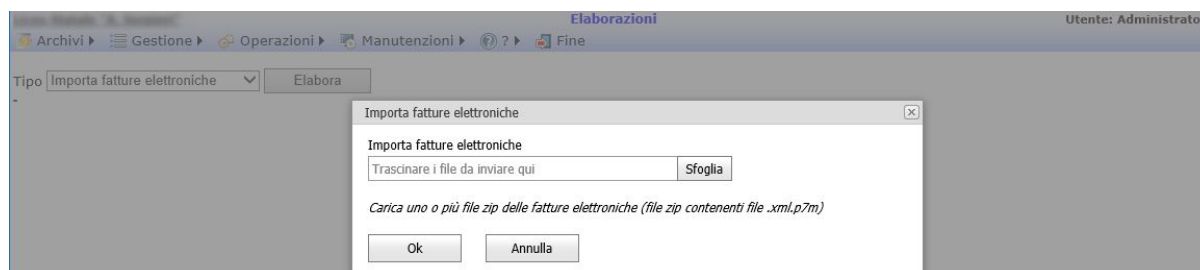 Elaborazioni Utente: Administrato
Archivi Gestione Operazioni Manutenzioni ? Fine
Tipo Importa fatture elettroniche Elabora
-
Importa fatture elettroniche
Importa fatture elettroniche
Trascinare i file da inviare qui Sfoglia
Carica uno o più file zip delle fatture elettroniche (file zip contenenti file .xml.p7m)
Ok Annulla